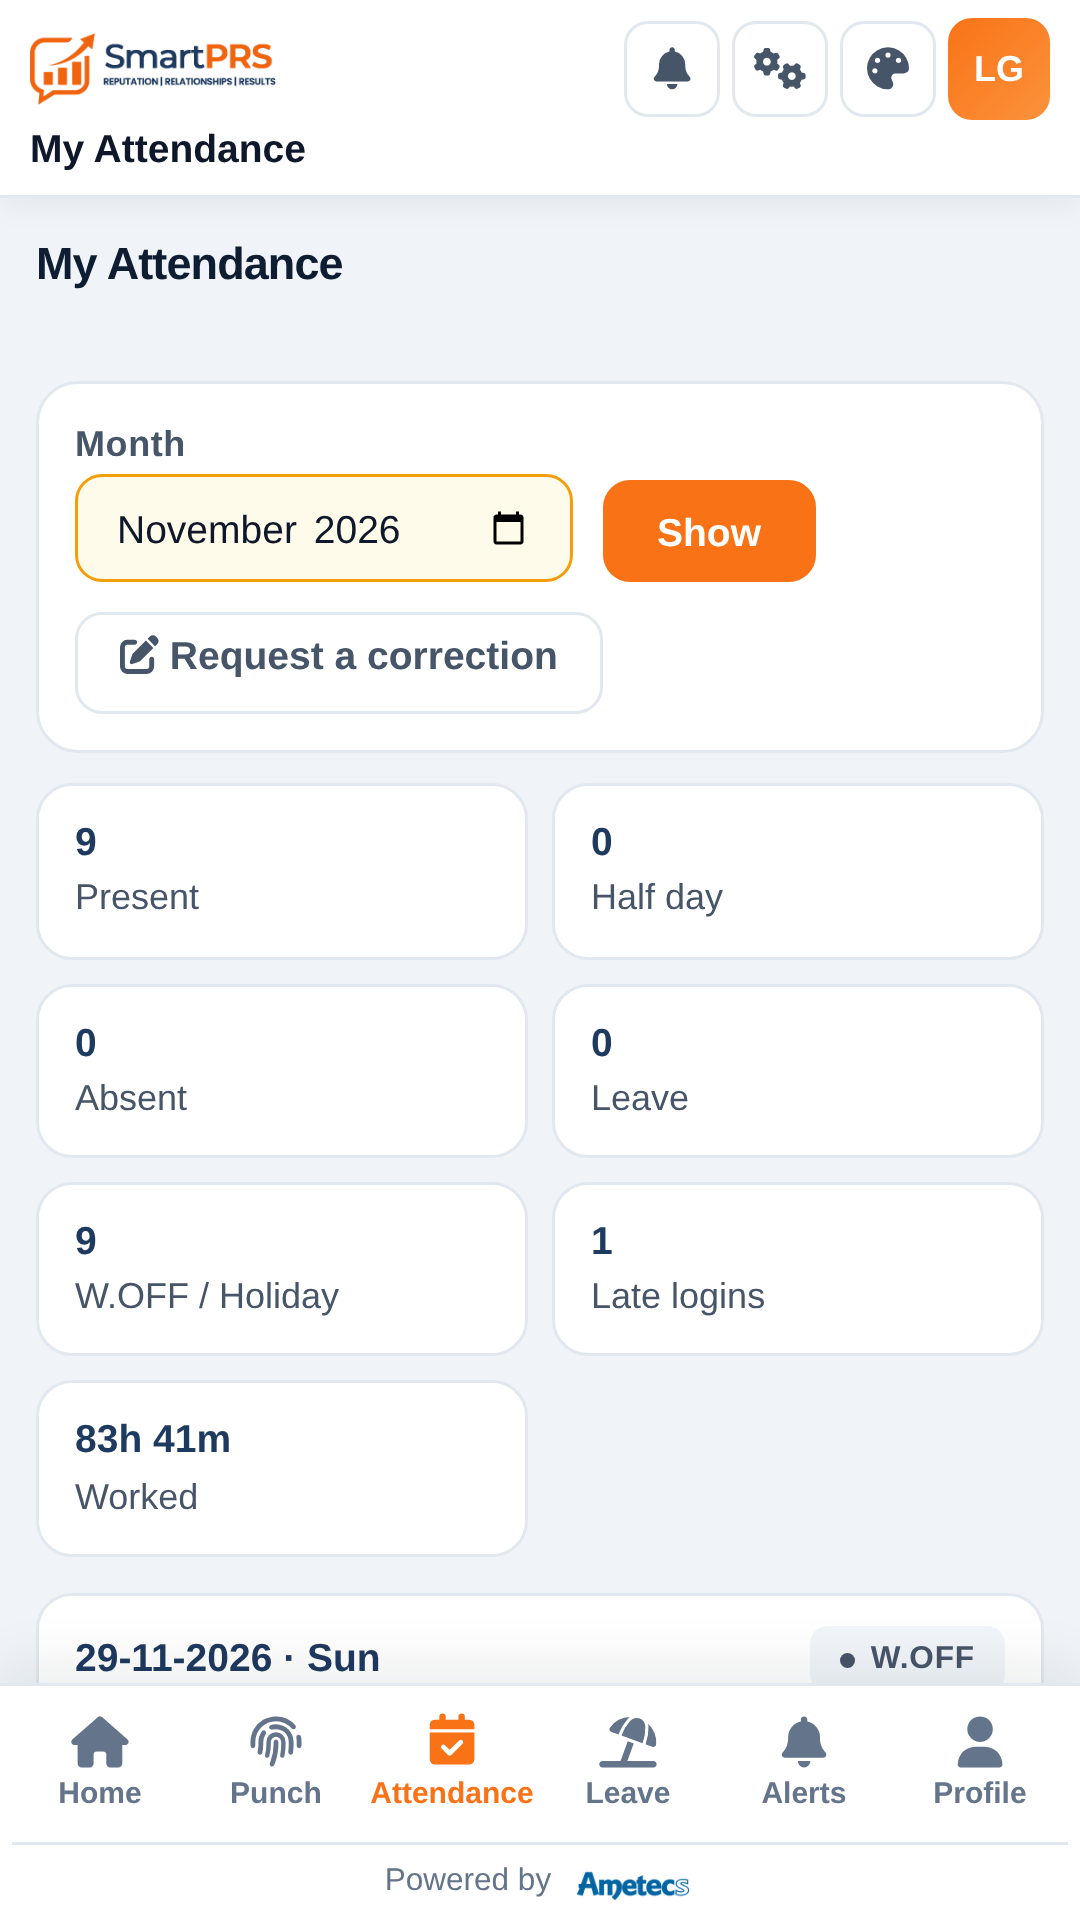 SmartPRS
REPUTATION | RELATIONSHIPS | RESULTS
LG
My Attendance
My Attendance
Month
November 2026
Show
Request a correction
9
Present
0
Half day
0
Absent
0
Leave
9
W.OFF / Holiday
1
Late logins
83h 41m
Worked
29-11-2026 · Sun
● W.OFF
Home
Punch
Attendance
Leave
Alerts
Profile
Powered by Ametecs